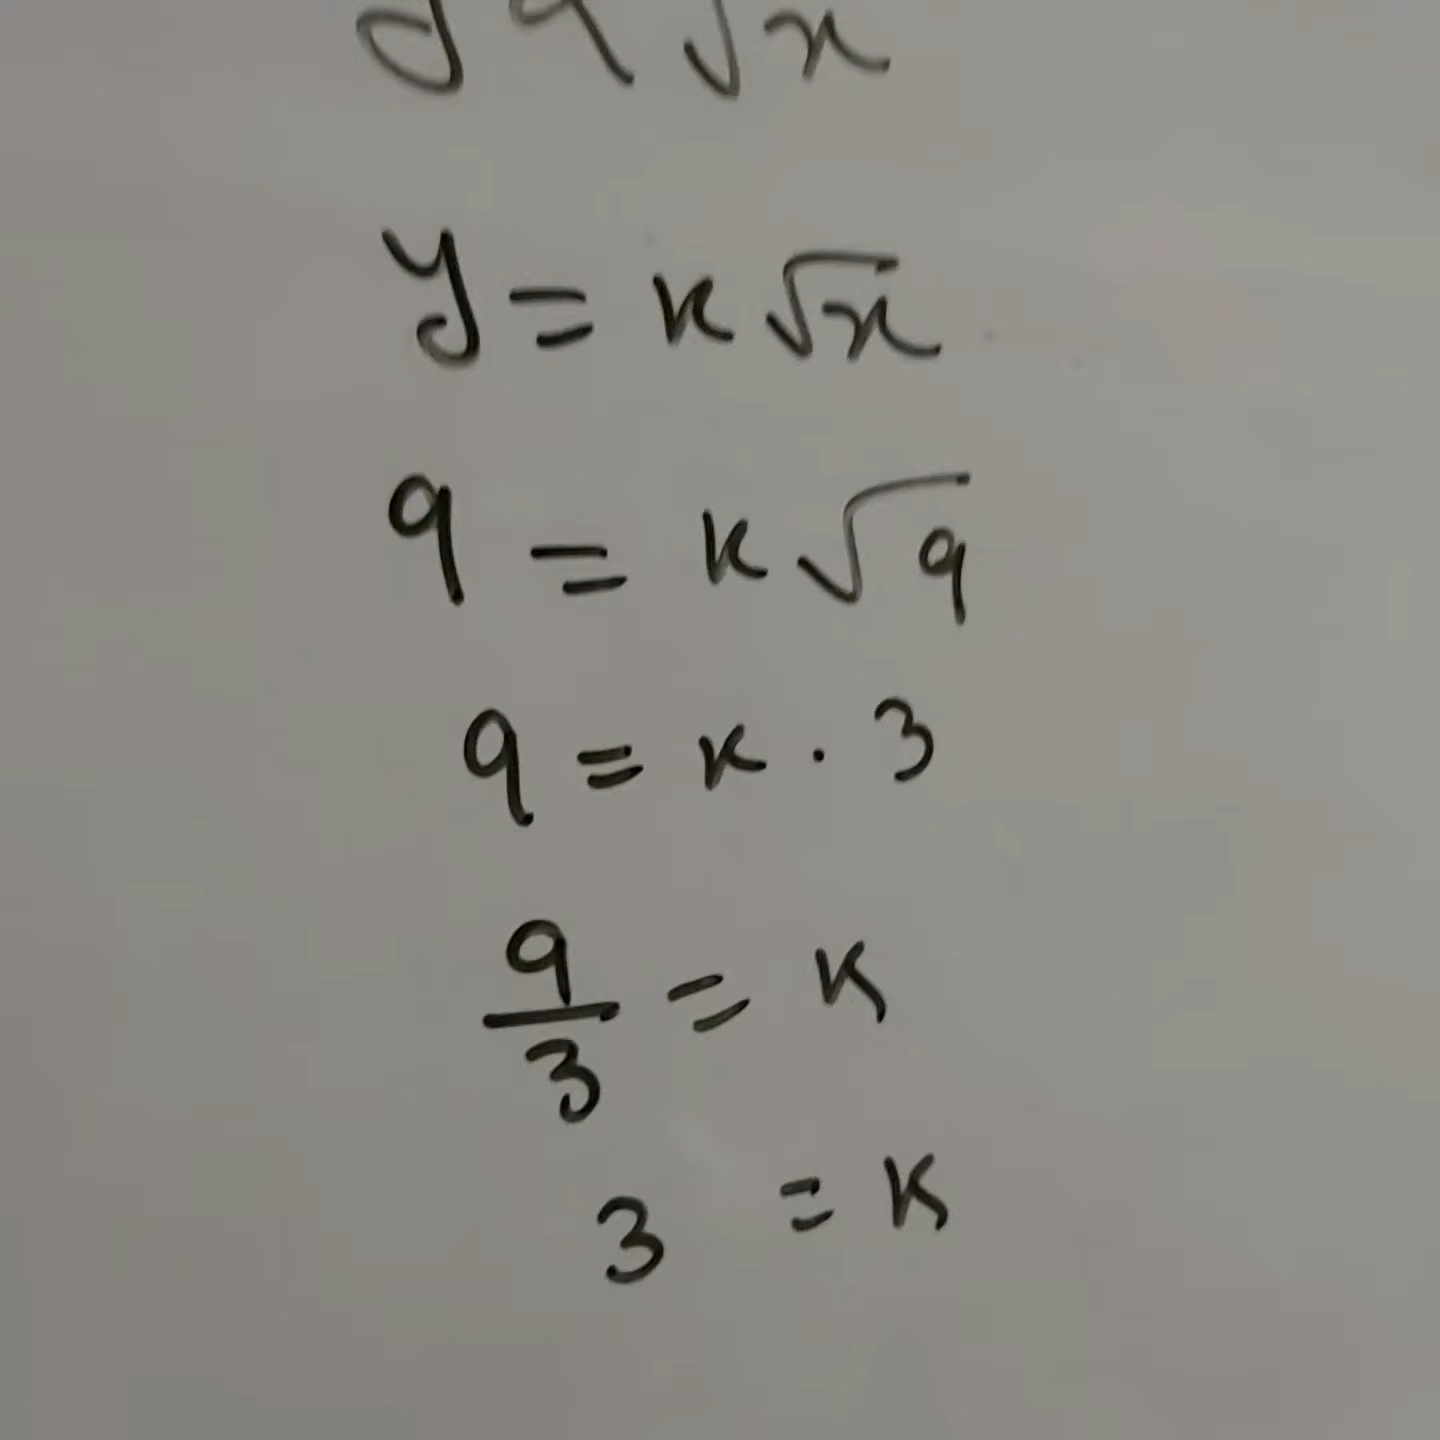 y ∝ √x
y = k √x
9 = k √9
9 = k · 3
9/3 = k
3 = k